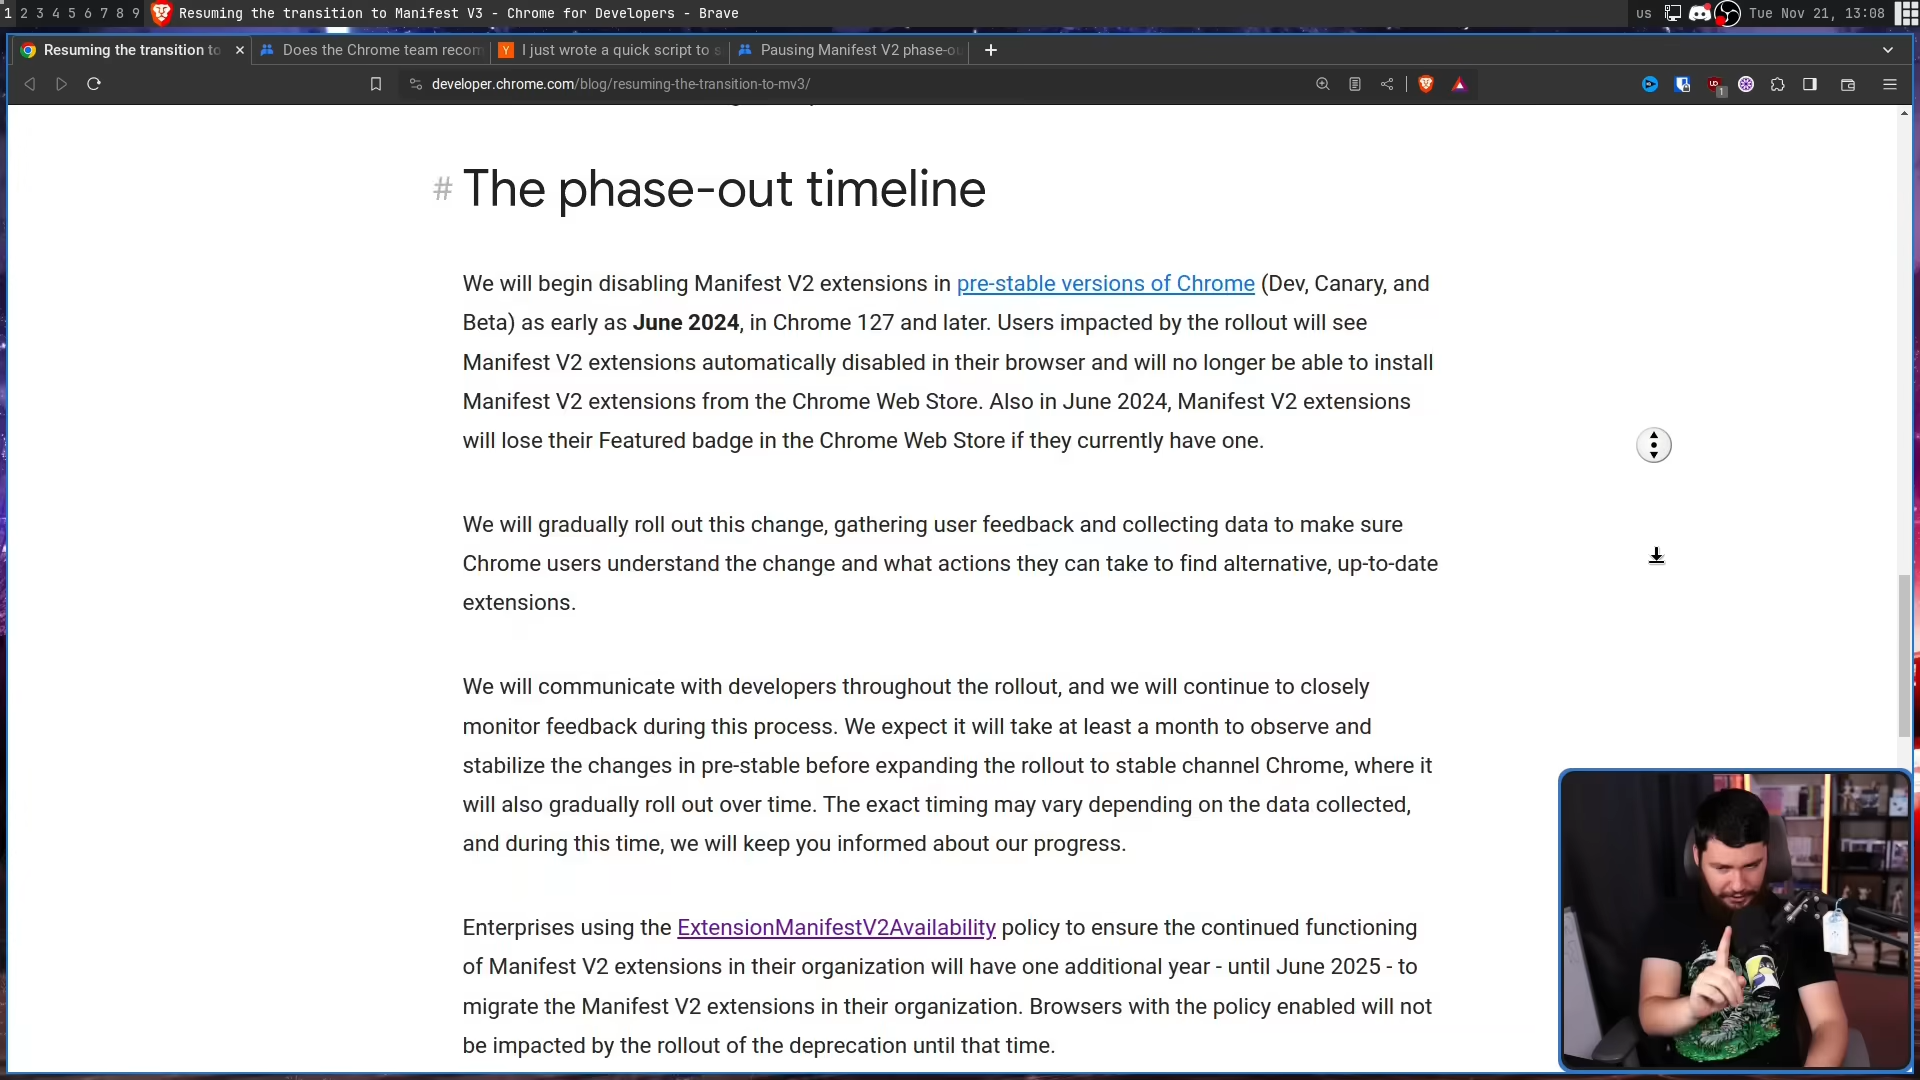 1 2 3 4 5 6 7 8 9 Resuming the transition to Manifest V3 - Chrome for Developers - Brave us Tue Nov 21, 13:08
Resuming the transition to Does the Chrome team recom I just wrote a quick script to s Pausing Manifest V2 phase-ou
developer.chrome.com/blog/resuming-the-transition-to-mv3/
# The phase-out timeline
We will begin disabling Manifest V2 extensions in pre-stable versions of Chrome (Dev, Canary, and
Beta) as early as June 2024, in Chrome 127 and later. Users impacted by the rollout will see
Manifest V2 extensions automatically disabled in their browser and will no longer be able to install
Manifest V2 extensions from the Chrome Web Store. Also in June 2024, Manifest V2 extensions
will lose their Featured badge in the Chrome Web Store if they currently have one.
We will gradually roll out this change, gathering user feedback and collecting data to make sure
Chrome users understand the change and what actions they can take to find alternative, up-to-date
extensions.
We will communicate with developers throughout the rollout, and we will continue to closely
monitor feedback during this process. We expect it will take at least a month to observe and
stabilize the changes in pre-stable before expanding the rollout to stable channel Chrome, where it
will also gradually roll out over time. The exact timing may vary depending on the data collected,
and during this time, we will keep you informed about our progress.
Enterprises using the ExtensionManifestV2Availability policy to ensure the continued functioning
of Manifest V2 extensions in their organization will have one additional year - until June 2025 - to
migrate the Manifest V2 extensions in their organization. Browsers with the policy enabled will not
be impacted by the rollout of the deprecation until that time.